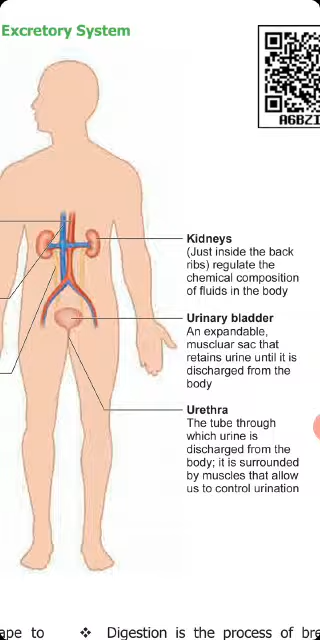 Excretory System
A6BZI
Kidneys
(Just inside the back
ribs) regulate the
chemical composition
of fluids in the body
Urinary bladder
An expandable,
muscluar sac that
retains urine until it is
discharged from the
body
Urethra
The tube through
which urine is
discharged from the
body; it is surrounded
by muscles that allow
us to control urination
ape to
❖ Digestion is the process of bre